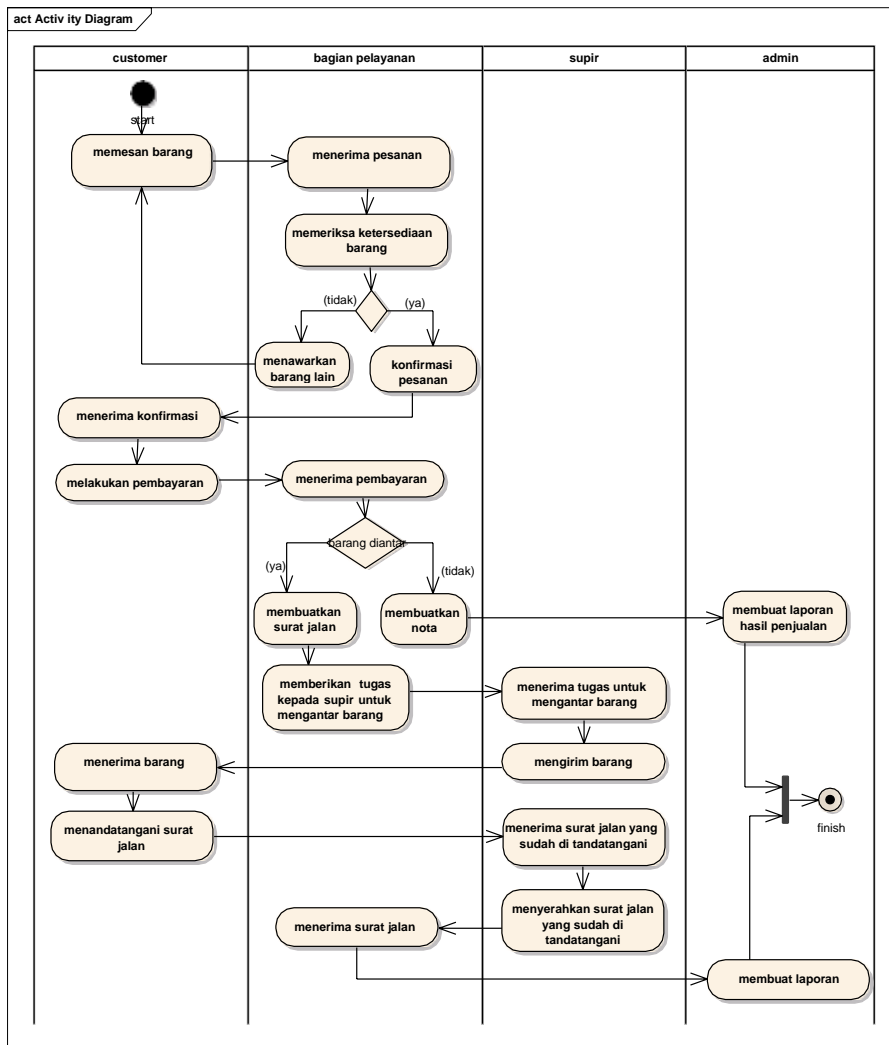 act Activ ity Diagram
customer
bagian pelayanan
supir
admin
start
memesan barang
menerima pesanan
memeriksa ketersediaan
barang
(tidak)
(ya)
menawarkan
barang lain
konfirmasi
pesanan
menerima konfirmasi
melakukan pembayaran
menerima pembayaran
barang diantar
(ya)
(tidak)
membuatkan
surat jalan
membuatkan
nota
membuat laporan
hasil penjualan
memberikan tugas
kepada supir untuk
mengantar barang
menerima tugas untuk
mengantar barang
menerima barang
mengirim barang
finish
menandatangani surat
jalan
menerima surat jalan yang
sudah di tandatangani
menerima surat jalan
menyerahkan surat jalan
yang sudah di
tandatangani
membuat laporan